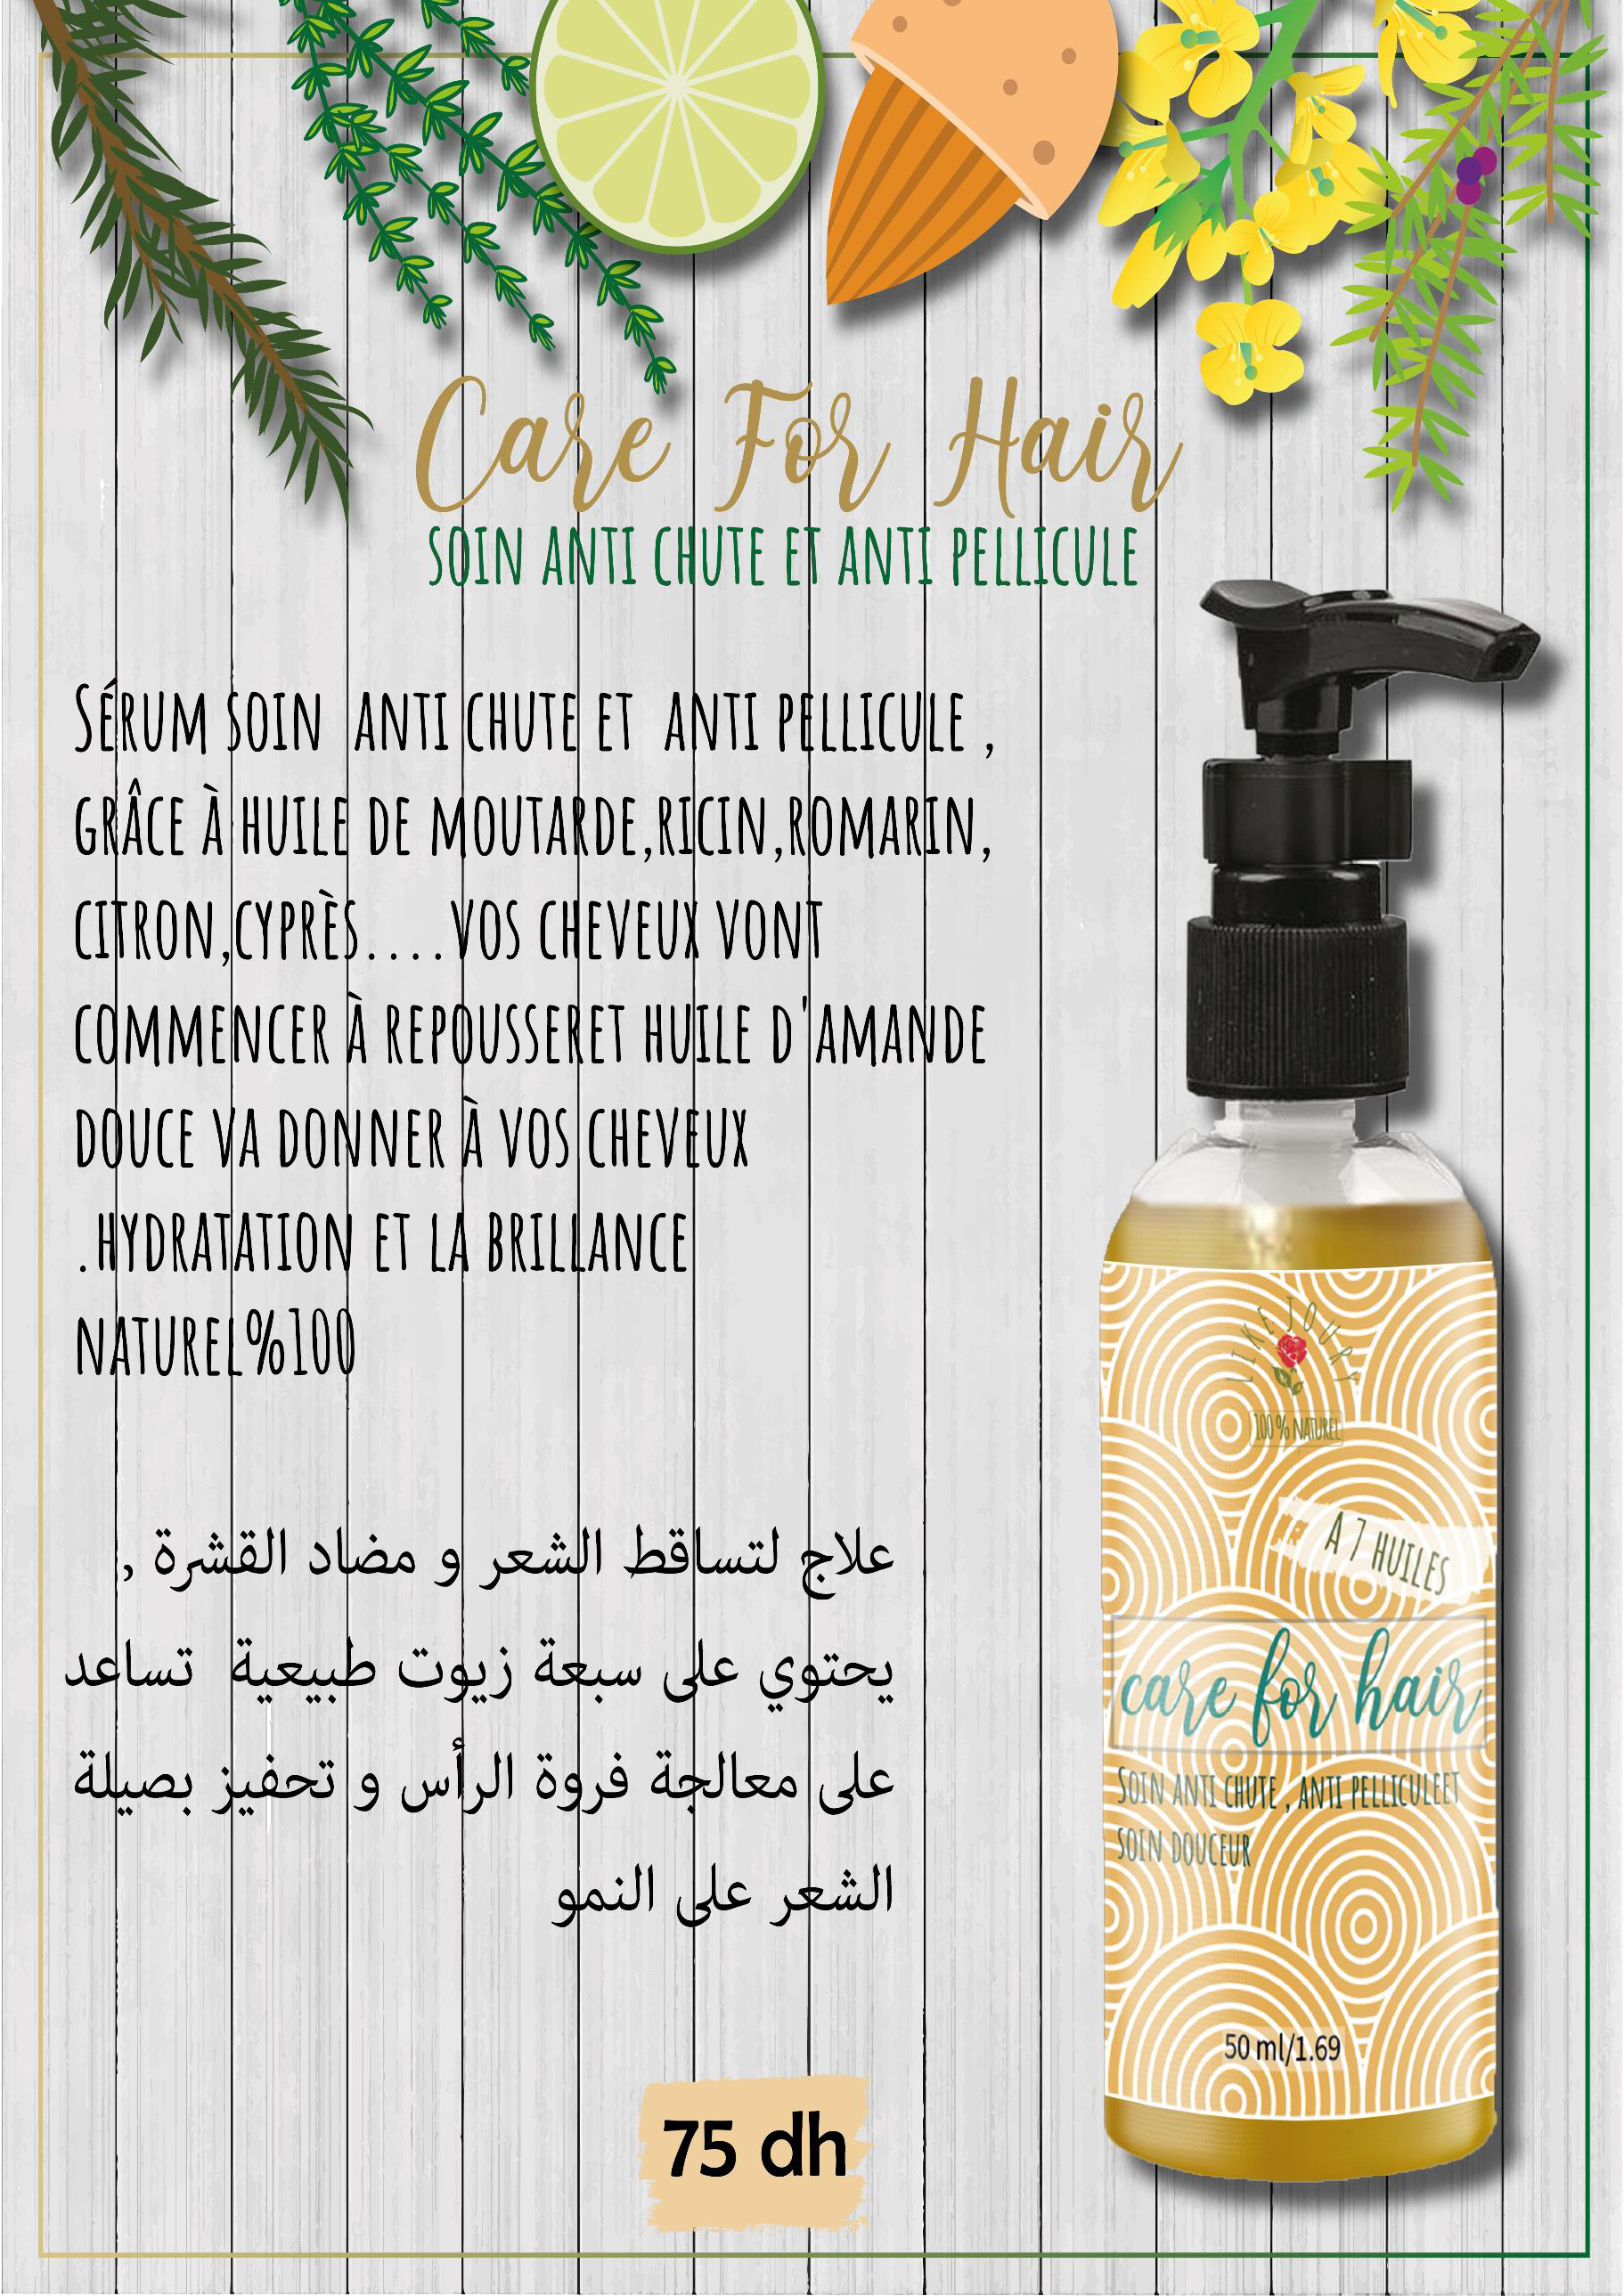 Care For Hair
SOIN ANTI CHUTE ET ANTI PELLICULE
SÉRUM SOIN ANTI CHUTE ET ANTI PELLICULE ,
GRÂCE À HUILE DE MOUTARDE,RICIN,ROMARIN,
CITRON,CYPRÈS....VOS CHEVEUX VONT
COMMENCER À REPOUSSERET HUILE D'AMANDE
DOUCE VA DONNER À VOS CHEVEUX
.HYDRATATION ET LA BRILLANCE
NATUREL%100
علاج لتساقط الشعر و مضاد القشرة ,
يحتوي على سبعة زيوت طبيعية تساعد
على معالجة فروة الرأس و تحفيز بصيلة
الشعر على النمو
75 dh
LIKEJOURY
100 % NATUREL
A 7 HUILES
care for hair
SOIN ANTI CHUTE , ANTI PELLICULEET
SOIN DOUCEUR
50 ml/1.69